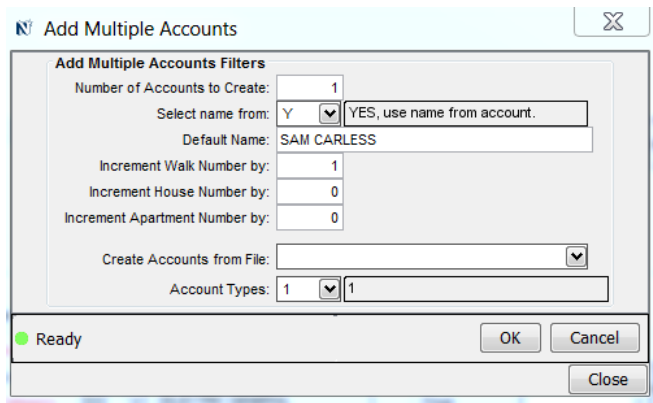 Add Multiple Accounts
Add Multiple Accounts Filters
Number of Accounts to Create: 1
Select name from: Y YES, use name from account.
Default Name: SAM CARLESS
Increment Walk Number by: 1
Increment House Number by: 0
Increment Apartment Number by: 0
Create Accounts from File:
Account Types: 1 1
Ready OK Cancel
Close